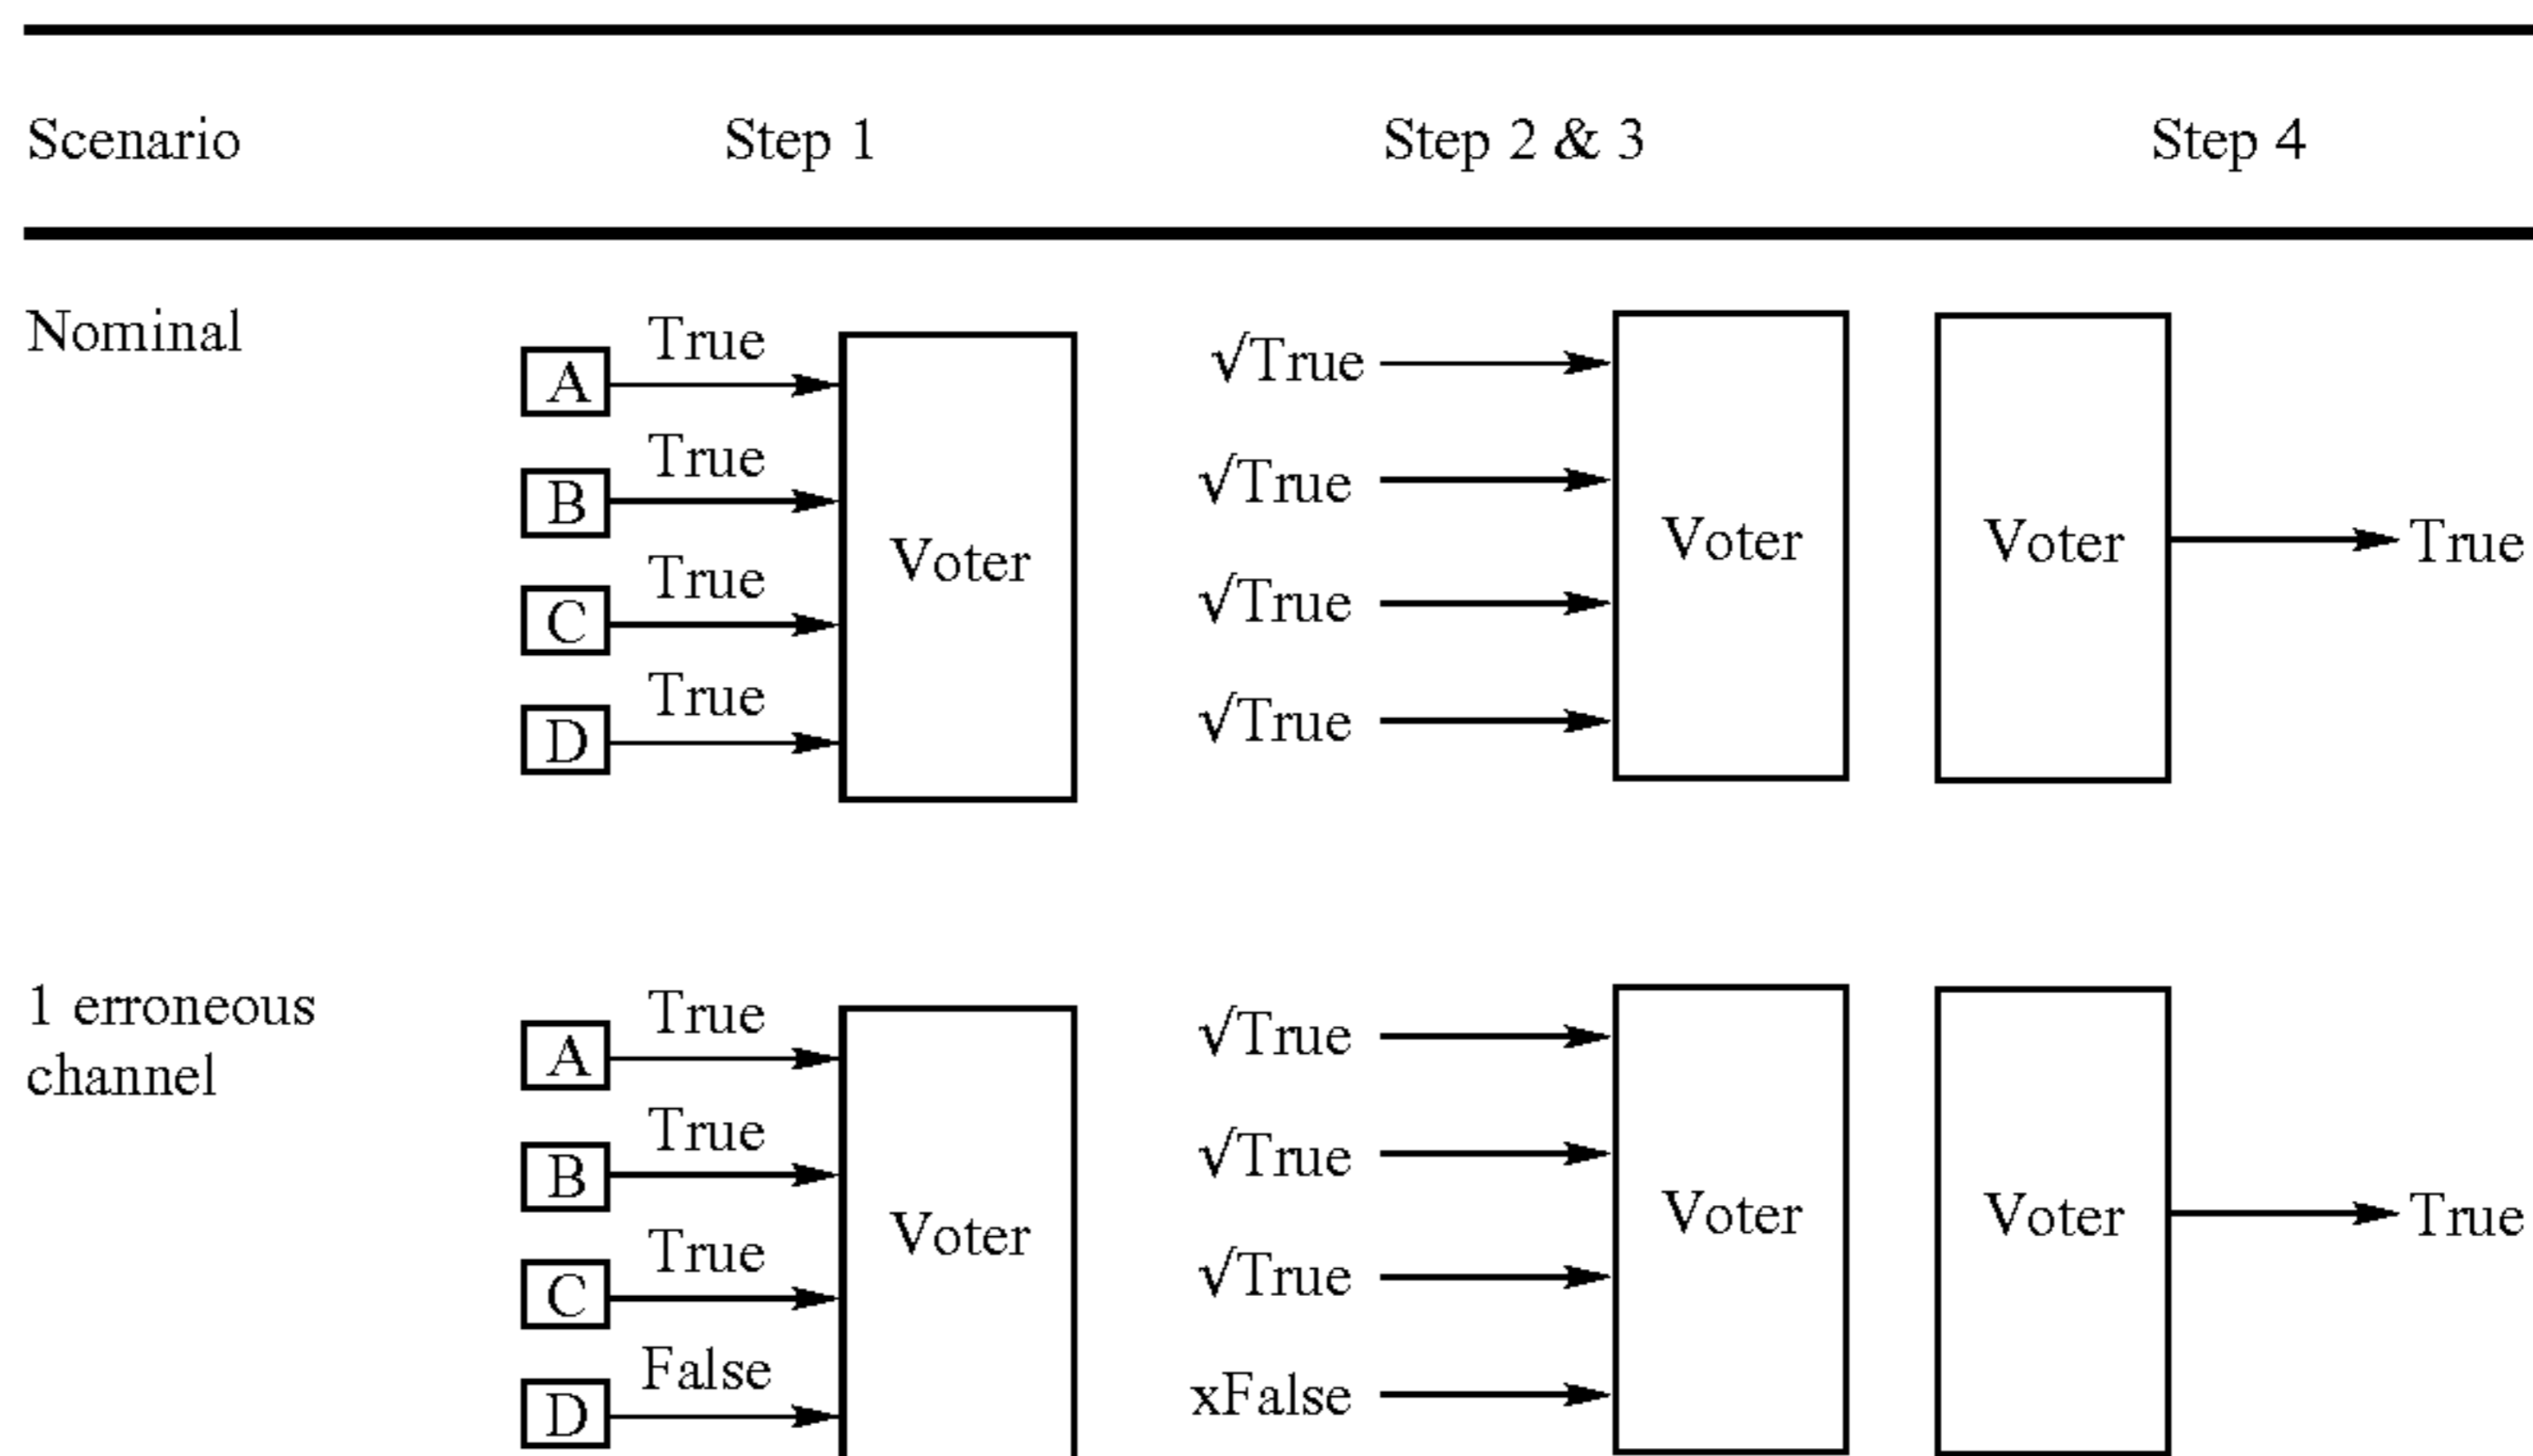 Scenario Step 1 Step 2 & 3 Step 4
Nominal
A True
B True
C True
D True
Voter
√True
√True
√True
√True
Voter
Voter True
1 erroneous
channel
A True
B True
C True
D False
Voter
√True
√True
√True
xFalse
Voter
Voter True